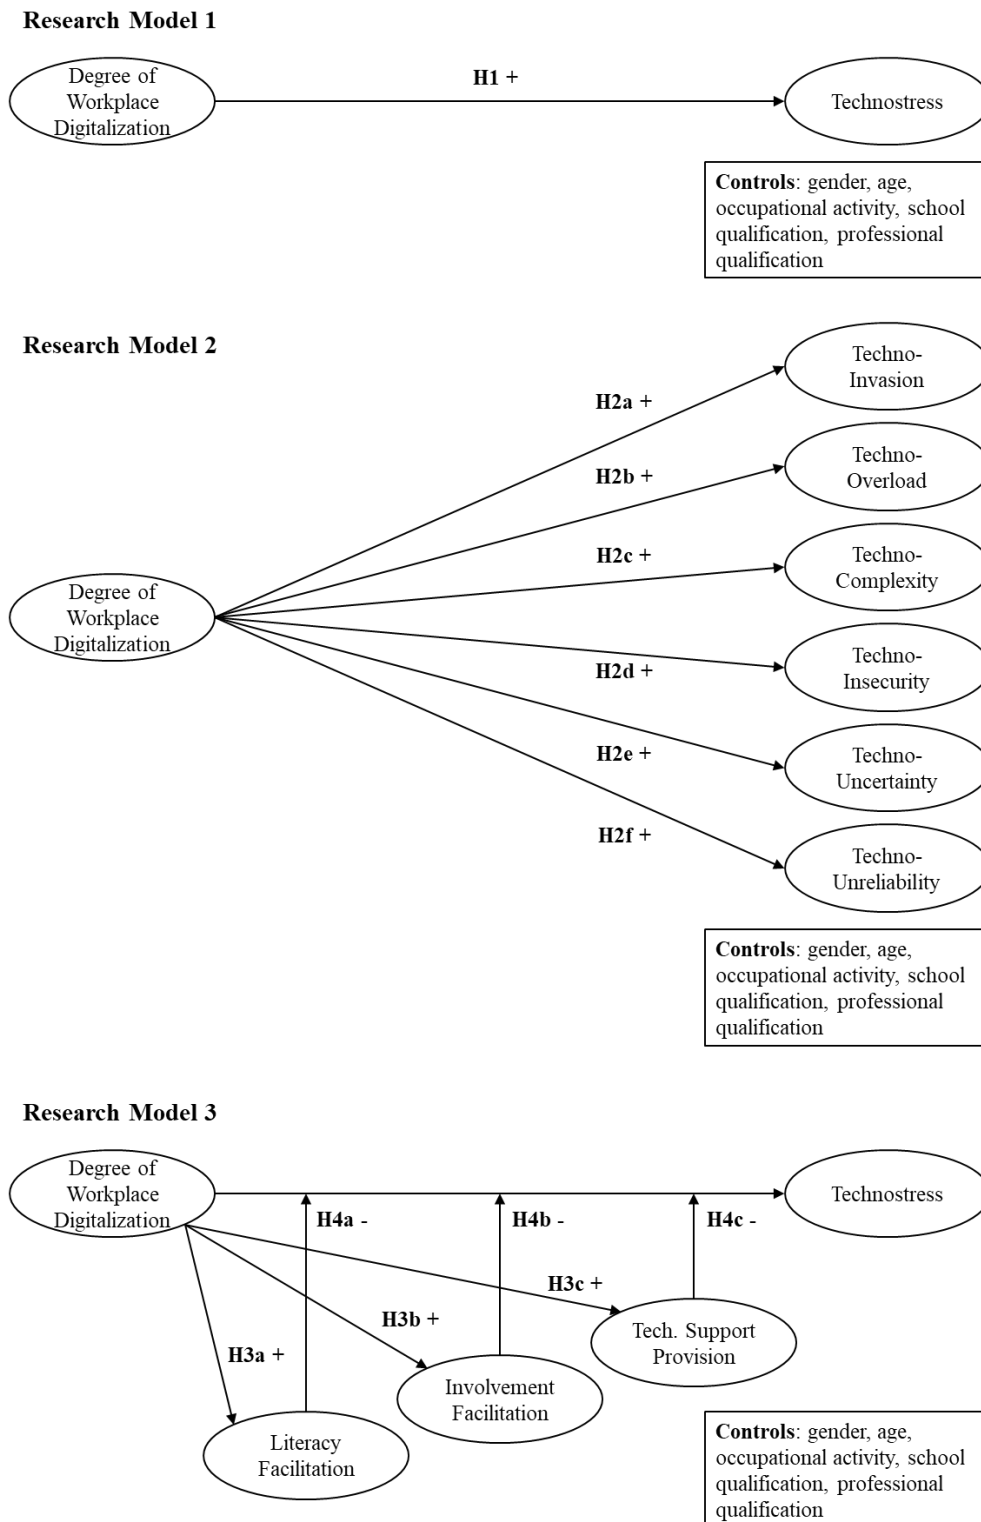 Research Model 1
Degree of
Workplace
Digitalization
H1 +
Technostress
Controls: gender, age,
occupational activity, school
qualification, professional
qualification
Research Model 2
Techno-
Invasion
H2a +
Techno-
Overload
H2b +
Techno-
Complexity
H2c +
Degree of
Workplace
Digitalization
Techno-
Insecurity
H2d +
Techno-
Uncertainty
H2e +
Techno-
Unreliability
H2f +
Controls: gender, age,
occupational activity, school
qualification, professional
qualification
Research Model 3
Degree of
Workplace
Digitalization
Technostress
H4a -
H4b -
H4c -
H3c +
H3b +
H3a +
Tech. Support
Provision
Involvement
Facilitation
Literacy
Facilitation
Controls: gender, age,
occupational activity, school
qualification, professional
qualification